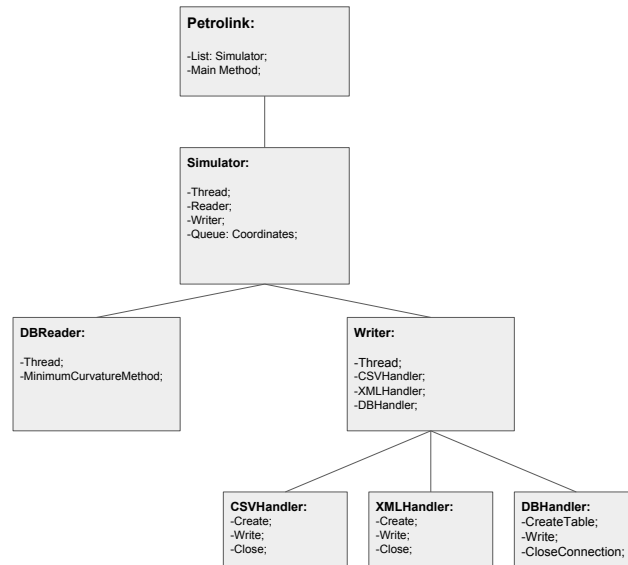 Petrolink:
-List: Simulator;
-Main Method;
Simulator:
-Thread;
-Reader;
-Writer;
-Queue: Coordinates;
DBReader:
-Thread;
-MinimumCurvatureMethod;
Writer:
-Thread;
-CSVHandler;
-XMLHandler;
-DBHandler;
CSVHandler:
-Create;
-Write;
-Close;
XMLHandler:
-Create;
-Write;
-Close;
DBHandler:
-CreateTable;
-Write;
-CloseConnection;